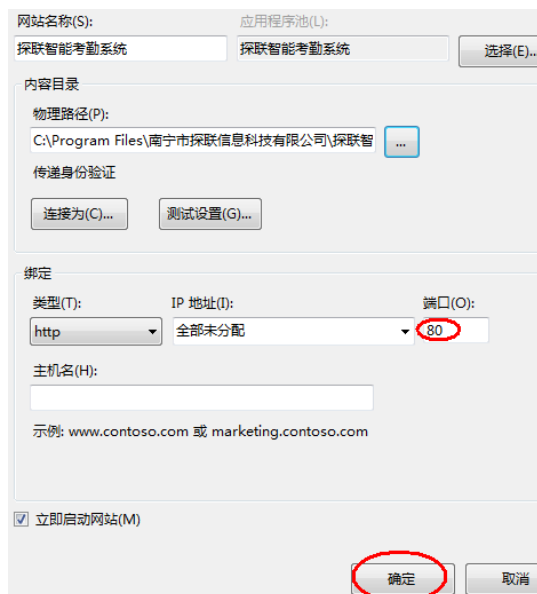 网站名称(S): 应用程序池(L):
探联智能考勤系统 探联智能考勤系统 选择(E)...
内容目录
物理路径(P):
C:\Program Files\南宁市探联信息科技有限公司\探联智 ...
传递身份验证
连接为(C)... 测试设置(G)...
绑定
类型(T): IP 地址(I): 端口(O):
http 全部未分配 80
主机名(H):
示例: www.contoso.com 或 marketing.contoso.com
立即启动网站(M)
确定 取消